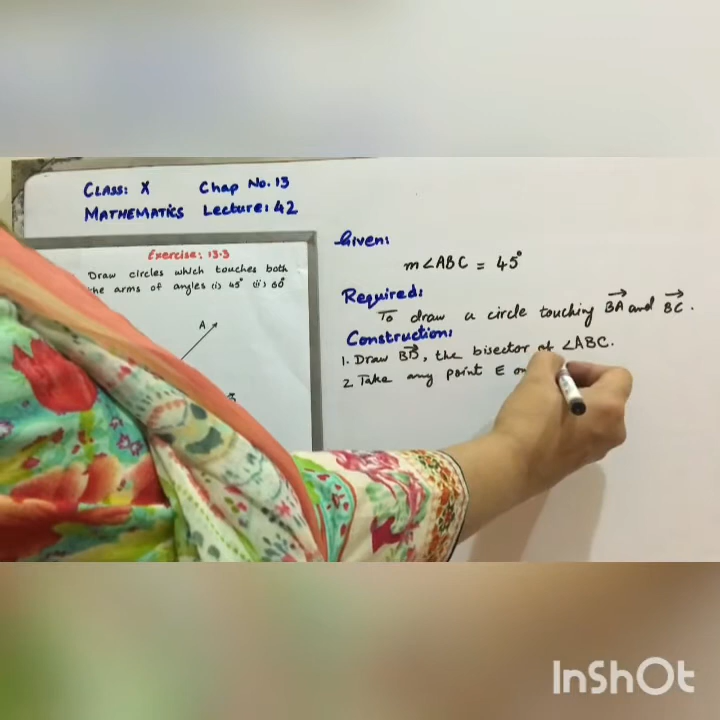 CLASS: X Chap No. 13
MATHEMATICS Lecture: 42
Exercise: 13.3
Draw circles which touches both
the arms of angles (i) 45° (ii) 60°
A
Given:
m∠ABC = 45°
Required:
To draw a circle touching BA and BC.
Construction:
1. Draw BD, the bisector of ∠ABC.
2. Take any point E on
InShOt